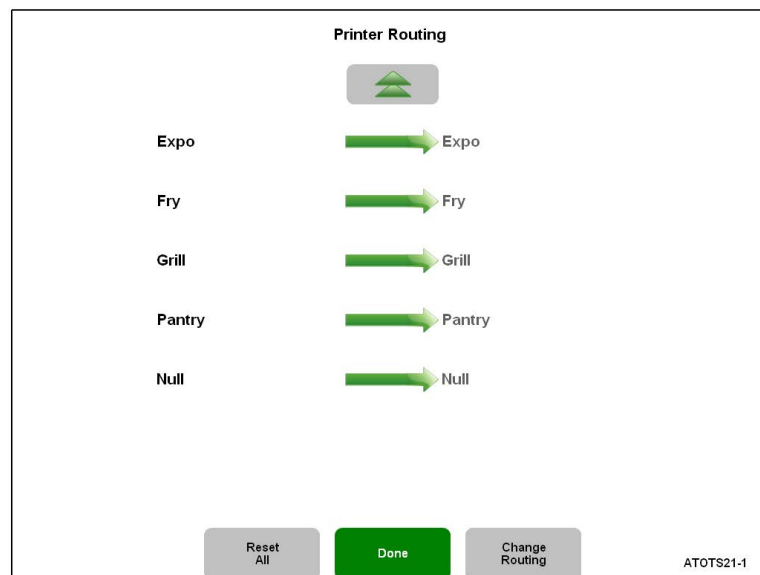 Printer Routing
Expo Expo
Fry Fry
Grill Grill
Pantry Pantry
Null Null
Reset All
Done
Change Routing
ATOTS21-1